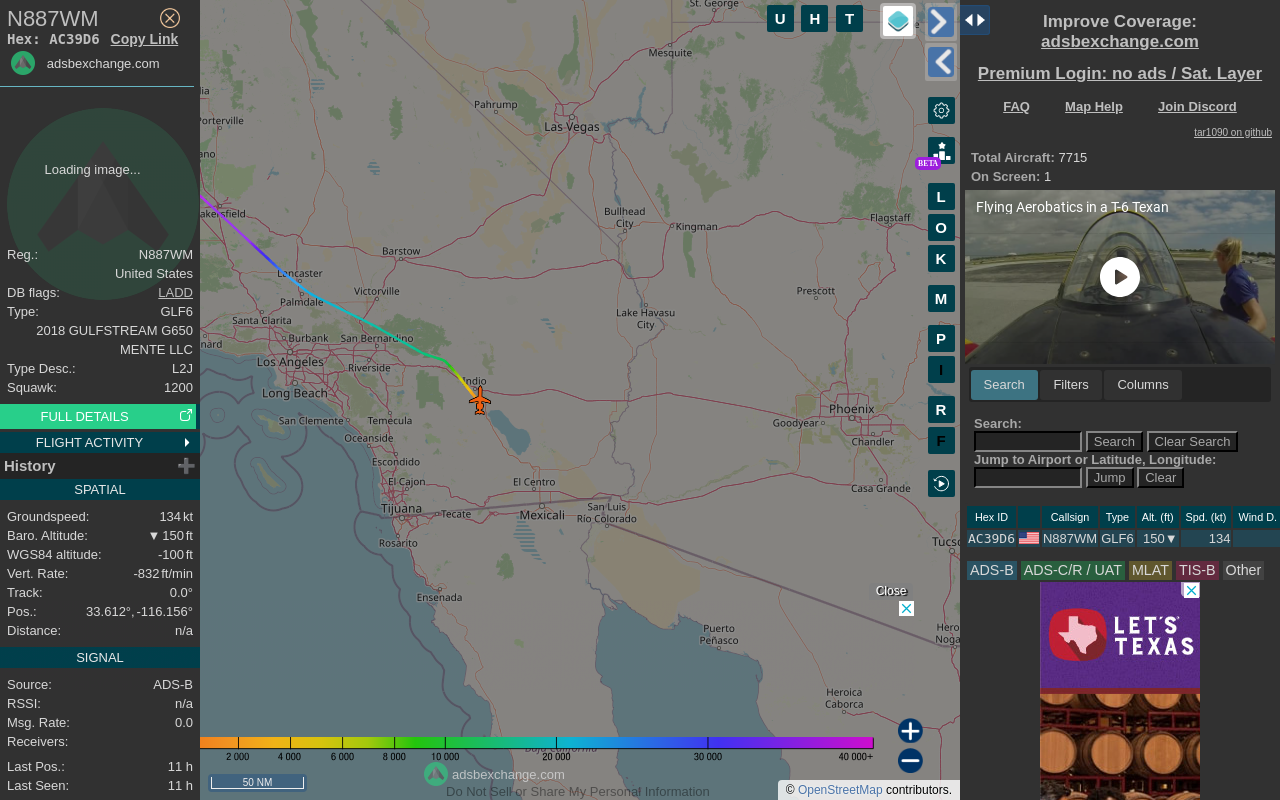 N887WM
Hex: AC39D6 Copy Link
adsbexchange.com
Loading image...
Reg.: N887WM
United States
DB flags: LADD
Type: GLF6
2018 GULFSTREAM G650
MENTE LLC
Type Desc.: L2J
Squawk: 1200
FULL DETAILS
FLIGHT ACTIVITY
History
SPATIAL
Groundspeed: 134 kt
Baro. Altitude: ▼ 150 ft
WGS84 altitude: -100 ft
Vert. Rate: -832 ft/min
Track: 0.0°
Pos.: 33.612°, -116.156°
Distance: n/a
SIGNAL
Source: ADS-B
RSSI: n/a
Msg. Rate: 0.0
Receivers:
Last Pos.: 11 h
Last Seen: 11 h
St. George
Mesquite
Pahrump
Las Vegas
Porterville
Bullhead
City
Kingman
Flagstaff
Barstow
Lancaster
Victorville
Palmdale
Prescott
Santa Clarita
Lake Havasu
City
Burbank
San Bernardino
Los Angeles
Riverside
Indio
Long Beach
San Clemente
Temecula
Phoenix
Goodyear
Chandler
Oceanside
Escondido
El Cajon
El Centro
Casa Grande
Tijuana
Tecate
Mexicali
San Luis
Río Colorado
Rosarito
Ensenada
Puerto
Peñasco
Heroica
Caborca
Baja California
U H T
BETA
L
O
K
M
P
I
R
F
Close
2 000 4 000 6 000 8 000 10 000 20 000 30 000 40 000+
50 NM
adsbexchange.com
Do Not Sell or Share My Personal Information
© OpenStreetMap contributors.
Improve Coverage:
adsbexchange.com
Premium Login: no ads / Sat. Layer
FAQ Map Help Join Discord
tar1090 on github
Total Aircraft: 7715
On Screen: 1
Flying Aerobatics in a T-6 Texan
Search Filters Columns
Search:
Search Clear Search
Jump to Airport or Latitude, Longitude:
Jump Clear
Hex ID Callsign Type Alt. (ft) Spd. (kt) Wind D.
AC39D6 N887WM GLF6 150▼ 134
ADS-B ADS-C/R / UAT MLAT TIS-B Other
LET'S
TEXAS